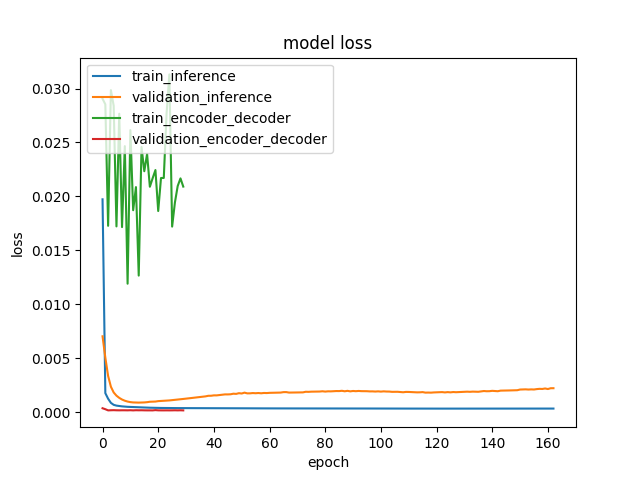 model loss
train_inference
validation_inference
train_encoder_decoder
validation_encoder_decoder
loss
0.030
0.025
0.020
0.015
0.010
0.005
0.000
0 20 40 60 80 100 120 140 160
epoch